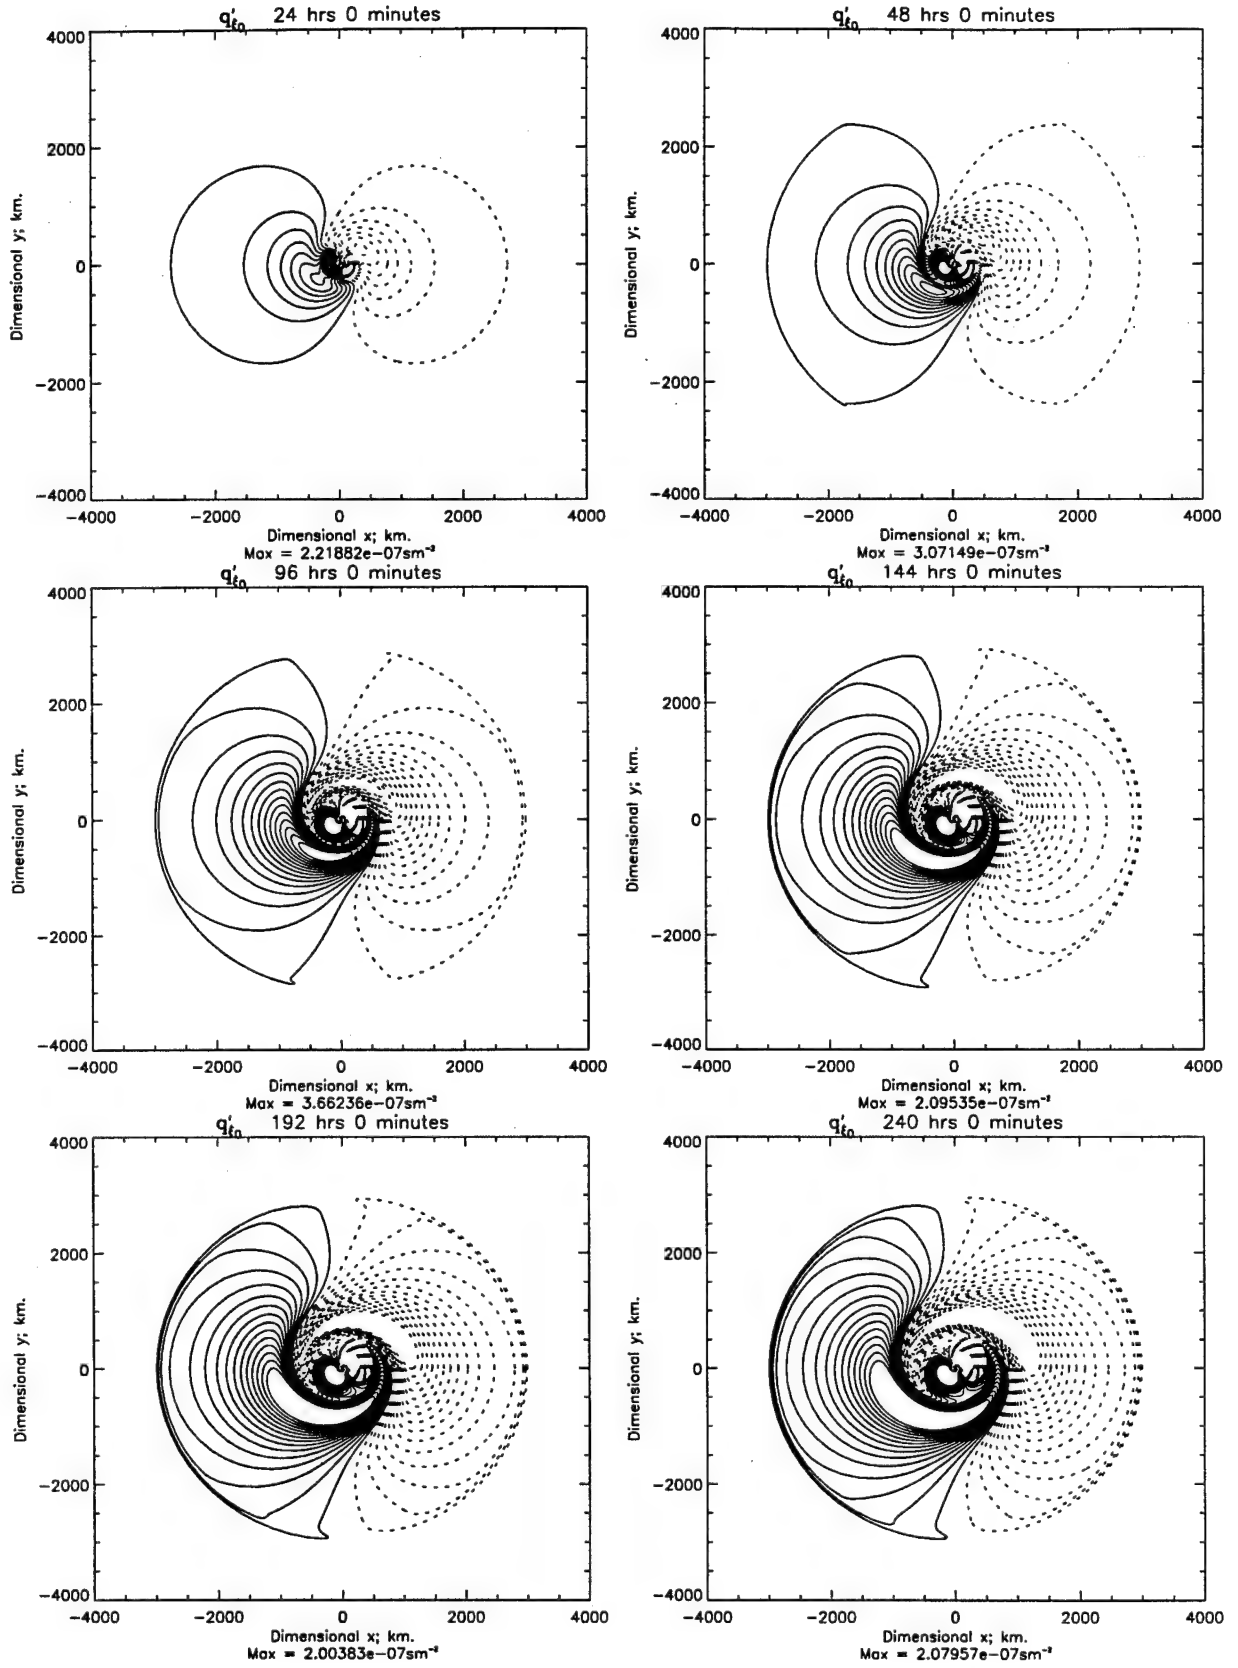 q'ξ0 24 hrs 0 minutes
4000
2000
0
−2000
−4000
Dimensional y; km.
−4000 −2000 0 2000 4000
Dimensional x; km.
Max = 2.21882e−07sm⁻²
q'ξ0 48 hrs 0 minutes
4000
2000
0
−2000
−4000
Dimensional y; km.
−4000 −2000 0 2000 4000
Dimensional x; km.
Max = 3.07149e−07sm⁻²
q'ξ0 96 hrs 0 minutes
4000
2000
0
−2000
−4000
Dimensional y; km.
−4000 −2000 0 2000 4000
Dimensional x; km.
Max = 3.66236e−07sm⁻²
q'ξ0 144 hrs 0 minutes
4000
2000
0
−2000
−4000
Dimensional y; km.
−4000 −2000 0 2000 4000
Dimensional x; km.
Max = 2.09535e−07sm⁻²
q'ξ0 192 hrs 0 minutes
4000
2000
0
−2000
−4000
Dimensional y; km.
−4000 −2000 0 2000 4000
Dimensional x; km.
Max = 2.00383e−07sm⁻²
q'ξ0 240 hrs 0 minutes
4000
2000
0
−2000
−4000
Dimensional y; km.
−4000 −2000 0 2000 4000
Dimensional x; km.
Max = 2.07957e−07sm⁻²